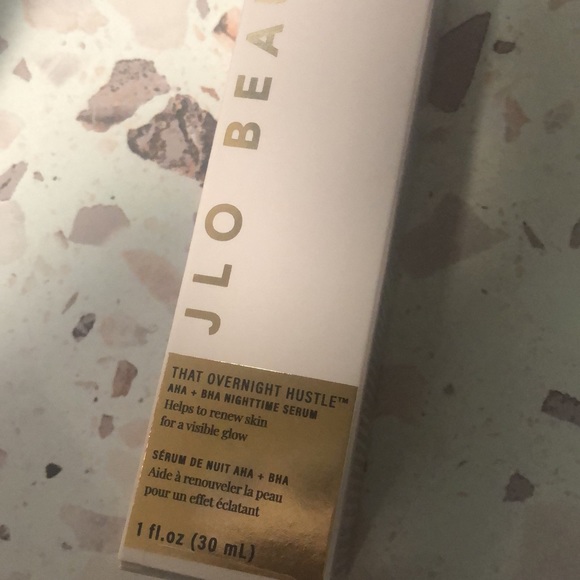 JLO BEAU
THAT OVERNIGHT HUSTLE™
AHA + BHA NIGHTTIME SERUM
Helps to renew skin
for a visible glow
SÉRUM DE NUIT AHA + BHA
Aide à renouveler la peau
pour un effet éclatant
1 fl.oz (30 mL)